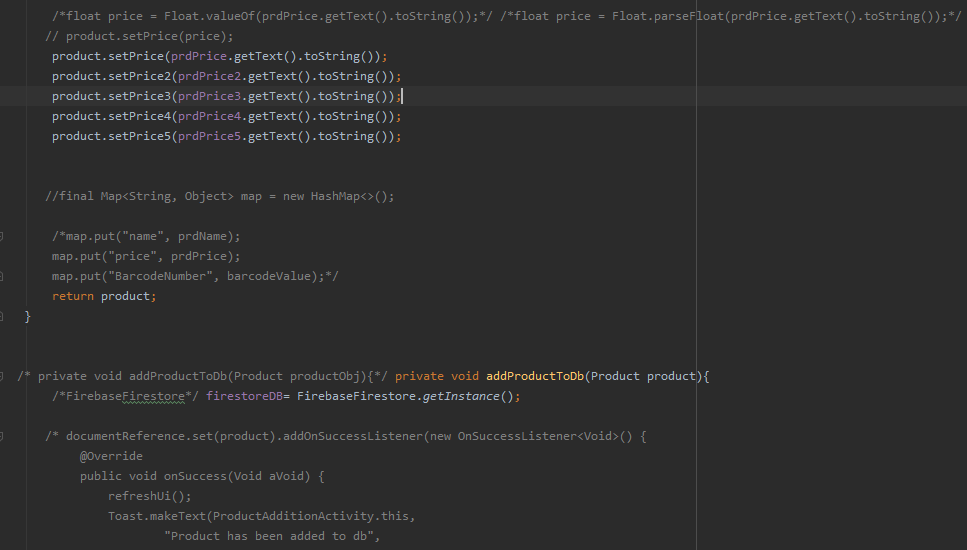 /*float price = Float.valueOf(prdPrice.getText().toString());*/ /*float price = Float.parseFloat(prdPrice.getText().toString());*/
// product.setPrice(price);
product.setPrice(prdPrice.getText().toString());
product.setPrice2(prdPrice2.getText().toString());
product.setPrice3(prdPrice3.getText().toString());
product.setPrice4(prdPrice4.getText().toString());
product.setPrice5(prdPrice5.getText().toString());
//final Map<String, Object> map = new HashMap<>();
/*map.put("name", prdName);
map.put("price", prdPrice);
map.put("BarcodeNumber", barcodeValue);*/
return product;
}
/* private void addProductToDb(Product productObj){*/ private void addProductToDb(Product product){
/*FirebaseFirestore*/ firestoreDB= FirebaseFirestore.getInstance();
/* documentReference.set(product).addOnSuccessListener(new OnSuccessListener<Void>() {
@Override
public void onSuccess(Void aVoid) {
refreshUi();
Toast.makeText(ProductAdditionActivity.this,
"Product has been added to db",